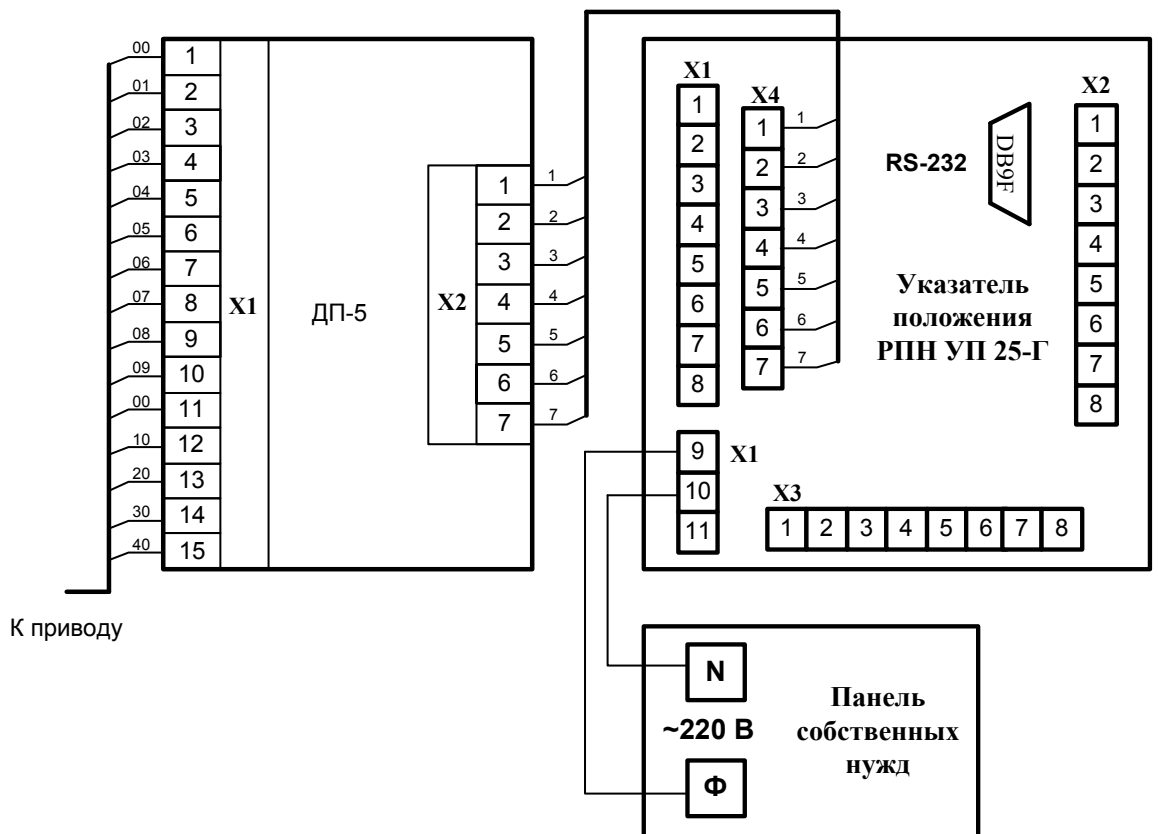 00 1
01 2
02 3
03 4
04 5
05 6
06 7
07 8
08 9
09 10
00 11
10 12
20 13
30 14
40 15
X1
ДП-5
X2
1 1
2 2
3 3
4 4
5 5
6 6
7 7
К приводу
X1
1
2
3
4
5
6
7
8
X4
1 1
2 2
3 3
4 4
5 5
6 6
7 7
RS-232
DB9F
X2
1
2
3
4
5
6
7
8
Указатель
положения
РПН УП 25-Г
9 X1
10
11
X3
1 2 3 4 5 6 7 8
N
~220 В
Ф
Панель
собственных
нужд